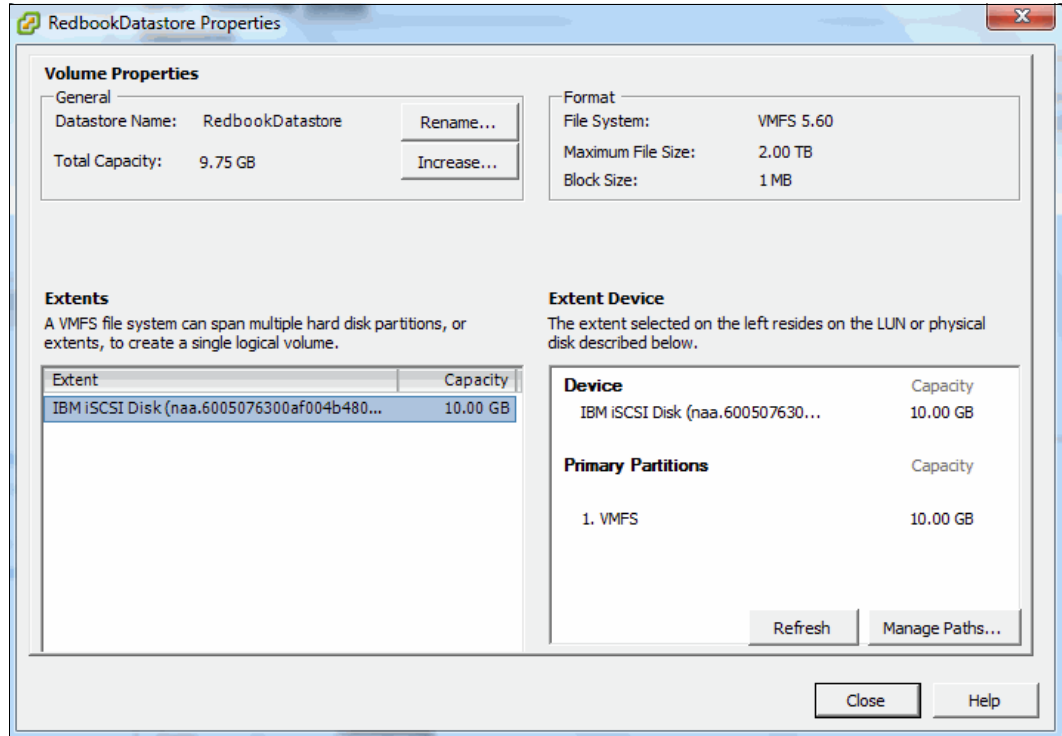 RedbookDatastore Properties
Volume Properties
General
Datastore Name: RedbookDatastore Rename...
Total Capacity: 9.75 GB Increase...
Format
File System: VMFS 5.60
Maximum File Size: 2.00 TB
Block Size: 1 MB
Extents
A VMFS file system can span multiple hard disk partitions, or
extents, to create a single logical volume.
Extent Capacity
IBM iSCSI Disk (naa.6005076300af004b480... 10.00 GB
Extent Device
The extent selected on the left resides on the LUN or physical
disk described below.
Device Capacity
IBM iSCSI Disk (naa.600507630... 10.00 GB
Primary Partitions Capacity
1. VMFS 10.00 GB
Refresh Manage Paths...
Close Help